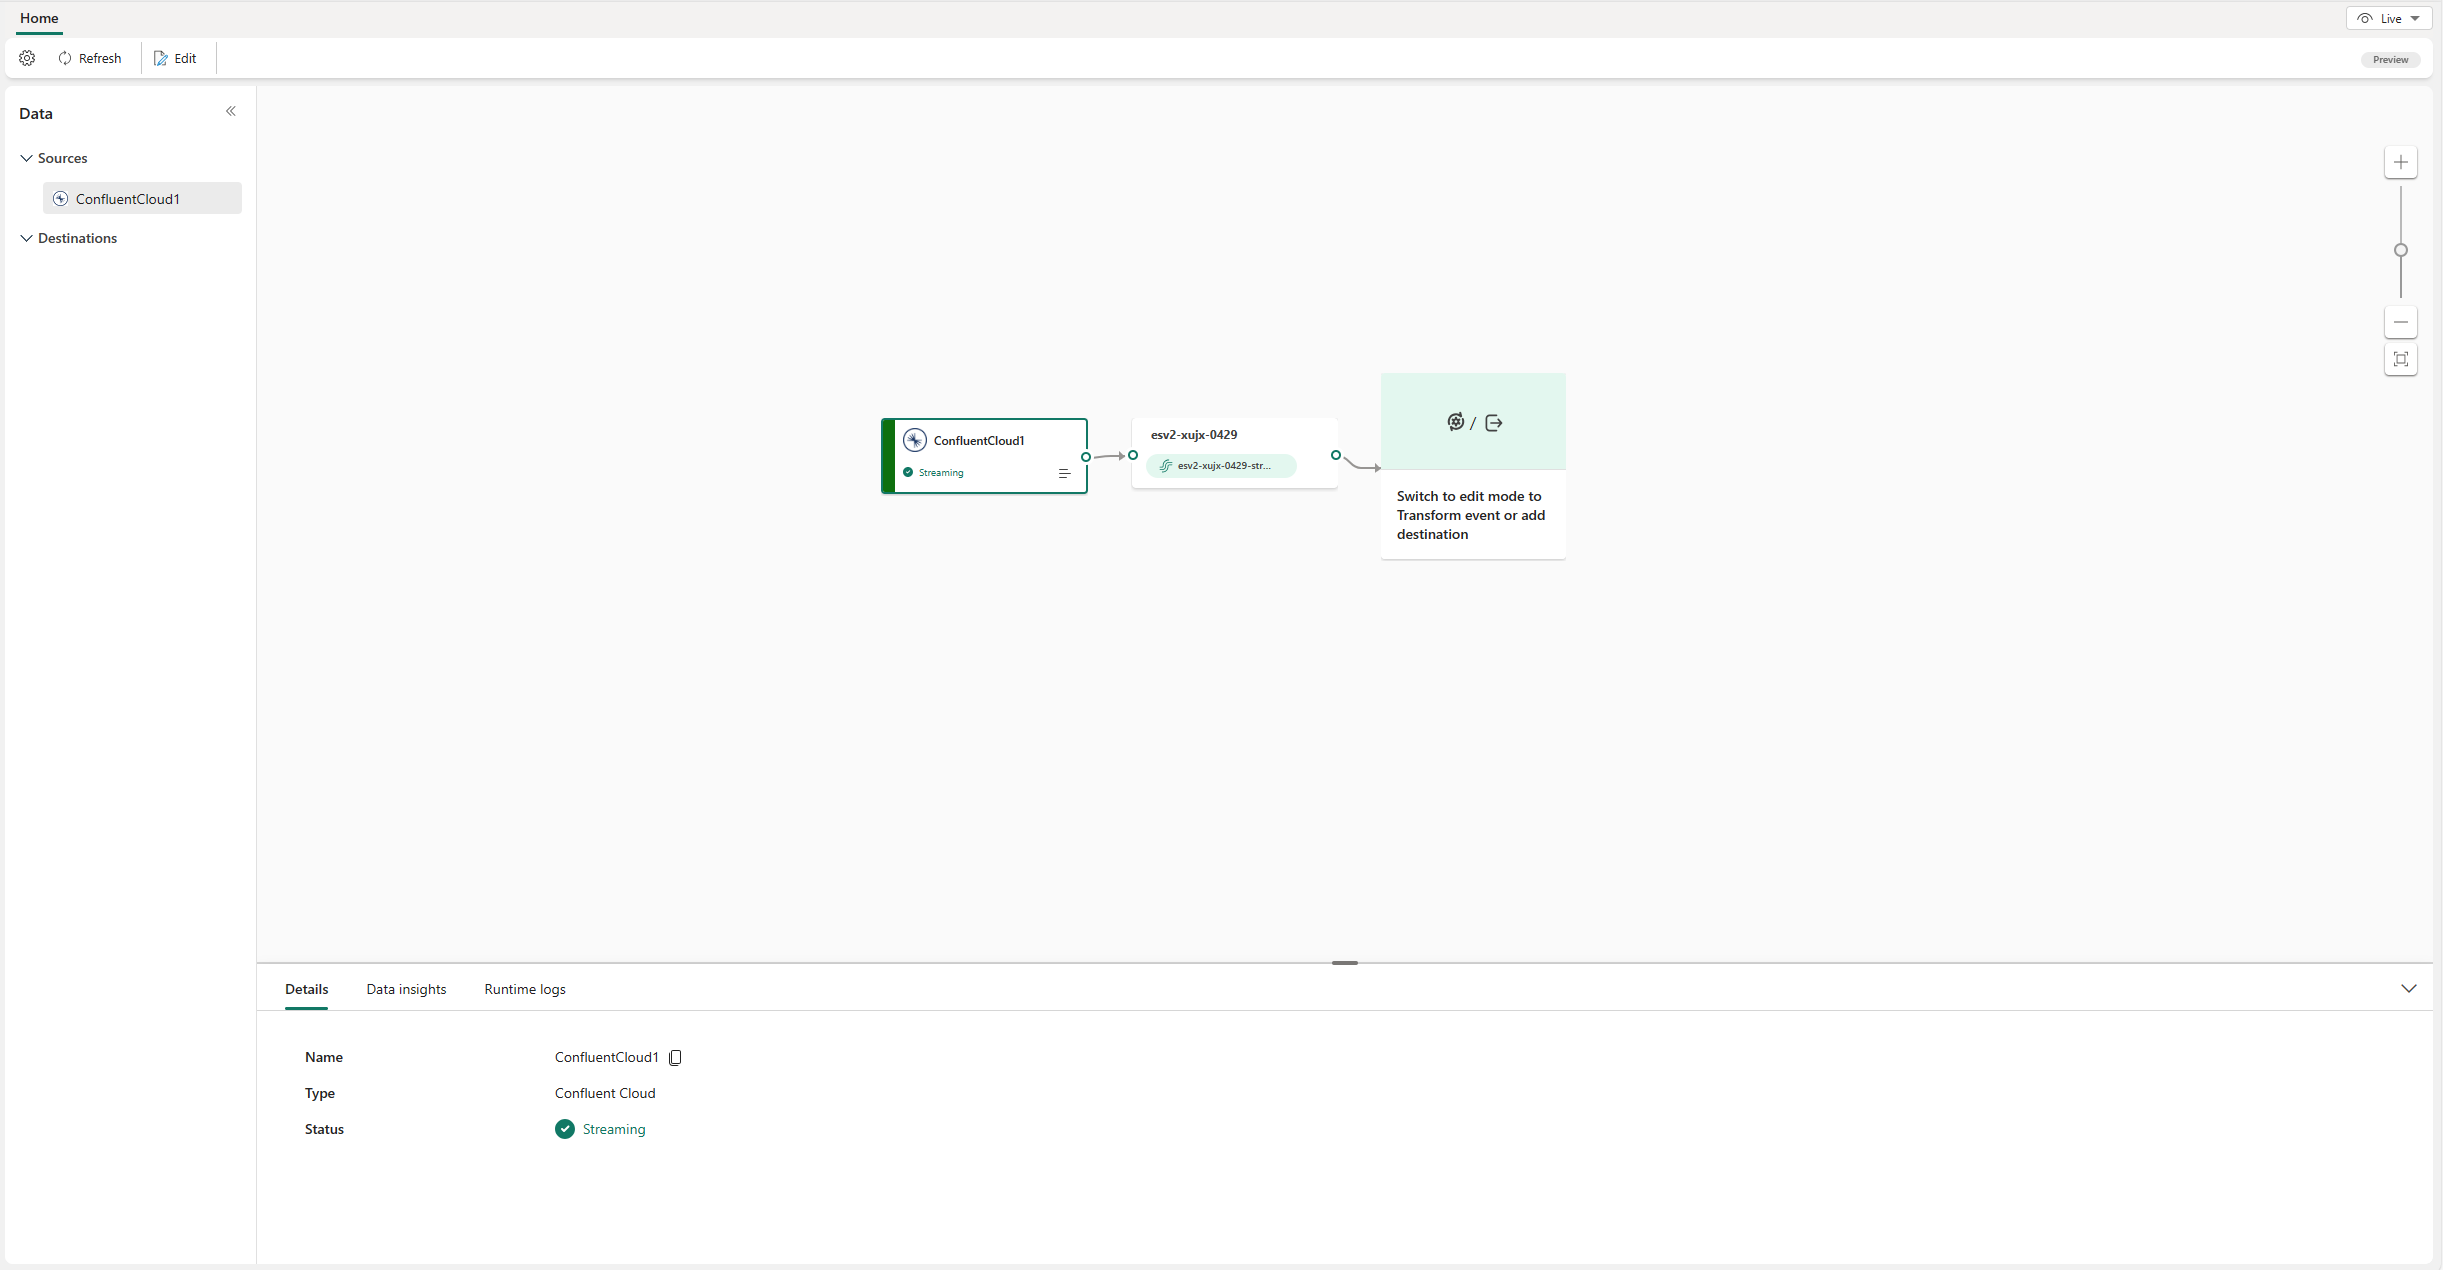 Home
Live
Refresh
Edit
Preview
Data
Sources
ConfluentCloud1
Destinations
ConfluentCloud1
Streaming
esv2-xujx-0429
esv2-xujx-0429-str...
/
Switch to edit mode to
Transform event or add
destination
Details
Data insights
Runtime logs
Name
ConfluentCloud1
Type
Confluent Cloud
Status
Streaming